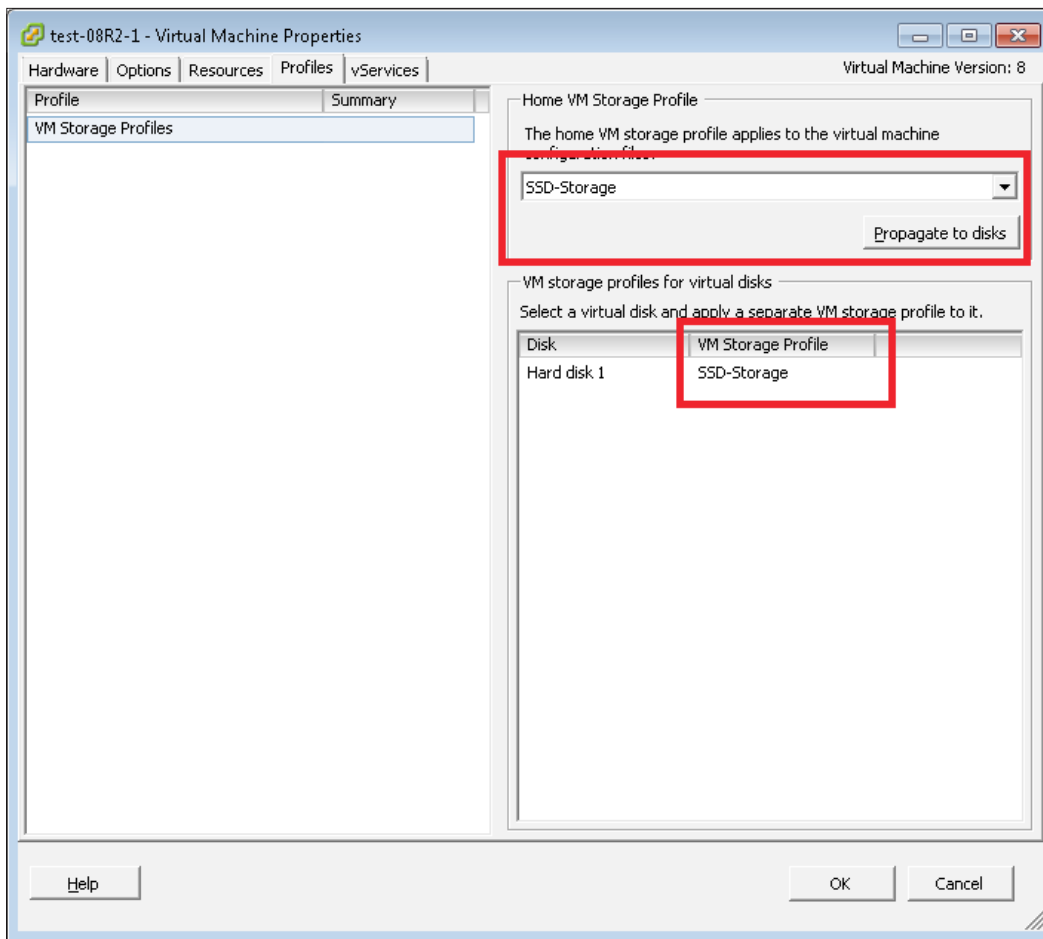 test-08R2-1 - Virtual Machine Properties
Hardware Options Resources Profiles vServices Virtual Machine Version: 8
Profile Summary
VM Storage Profiles
Home VM Storage Profile
The home VM storage profile applies to the virtual machine
configuration files.
SSD-Storage
Propagate to disks
VM storage profiles for virtual disks
Select a virtual disk and apply a separate VM storage profile to it.
Disk VM Storage Profile
Hard disk 1 SSD-Storage
Help OK Cancel